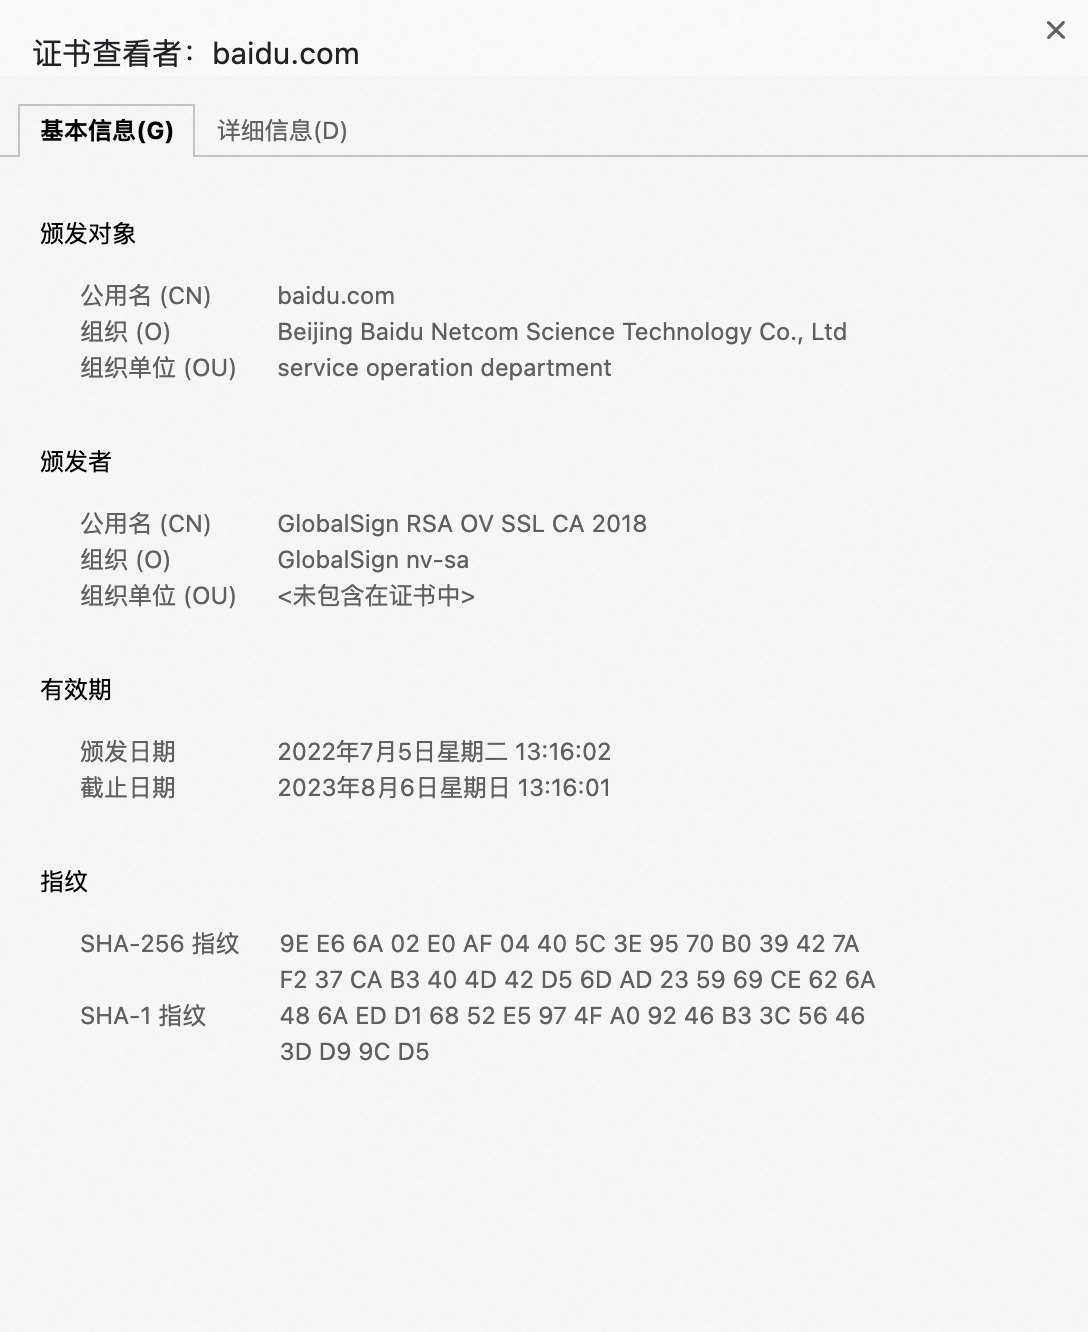 证书查看者：baidu.com
基本信息(G) 详细信息(D)
颁发对象
公用名 (CN) baidu.com
组织 (O) Beijing Baidu Netcom Science Technology Co., Ltd
组织单位 (OU) service operation department
颁发者
公用名 (CN) GlobalSign RSA OV SSL CA 2018
组织 (O) GlobalSign nv-sa
组织单位 (OU) <未包含在证书中>
有效期
颁发日期 2022年7月5日星期二 13:16:02
截止日期 2023年8月6日星期日 13:16:01
指纹
SHA-256 指纹 9E E6 6A 02 E0 AF 04 40 5C 3E 95 70 B0 39 42 7A
F2 37 CA B3 40 4D 42 D5 6D AD 23 59 69 CE 62 6A
SHA-1 指纹 48 6A ED D1 68 52 E5 97 4F A0 92 46 B3 3C 56 46
3D D9 9C D5